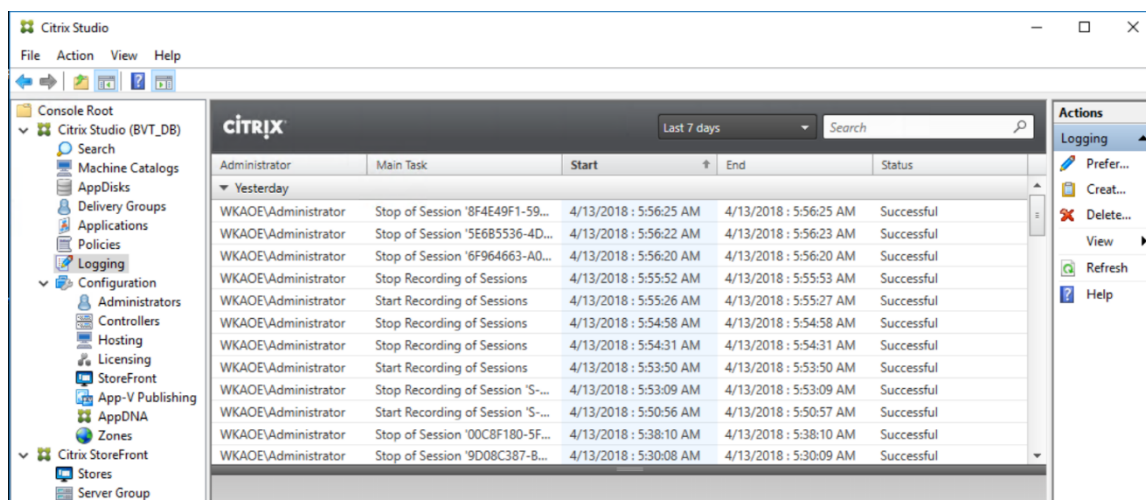 Citrix Studio
File Action View Help
Console Root
Citrix Studio (BVT_DB)
Search
Machine Catalogs
AppDisks
Delivery Groups
Applications
Policies
Logging
Configuration
Administrators
Controllers
Hosting
Licensing
StoreFront
App-V Publishing
AppDNA
Zones
Citrix StoreFront
Stores
Server Group
CITRIX Last 7 days Search
Administrator Main Task Start End Status
Yesterday
WKAOE\Administrator Stop of Session '8F4E49F1-59... 4/13/2018 : 5:56:25 AM 4/13/2018 : 5:56:25 AM Successful
WKAOE\Administrator Stop of Session '5E6B5536-4D... 4/13/2018 : 5:56:22 AM 4/13/2018 : 5:56:23 AM Successful
WKAOE\Administrator Stop of Session '6F964663-A0... 4/13/2018 : 5:56:20 AM 4/13/2018 : 5:56:20 AM Successful
WKAOE\Administrator Stop Recording of Sessions 4/13/2018 : 5:55:52 AM 4/13/2018 : 5:55:53 AM Successful
WKAOE\Administrator Start Recording of Sessions 4/13/2018 : 5:55:26 AM 4/13/2018 : 5:55:27 AM Successful
WKAOE\Administrator Stop Recording of Sessions 4/13/2018 : 5:54:58 AM 4/13/2018 : 5:54:58 AM Successful
WKAOE\Administrator Stop Recording of Sessions 4/13/2018 : 5:54:31 AM 4/13/2018 : 5:54:31 AM Successful
WKAOE\Administrator Start Recording of Sessions 4/13/2018 : 5:53:50 AM 4/13/2018 : 5:53:50 AM Successful
WKAOE\Administrator Stop Recording of Session 'S-... 4/13/2018 : 5:53:09 AM 4/13/2018 : 5:53:09 AM Successful
WKAOE\Administrator Start Recording of Session 'S-... 4/13/2018 : 5:50:56 AM 4/13/2018 : 5:50:57 AM Successful
WKAOE\Administrator Stop of Session '00C8F180-5F... 4/13/2018 : 5:38:10 AM 4/13/2018 : 5:38:10 AM Successful
WKAOE\Administrator Stop of Session '9D08C387-B... 4/13/2018 : 5:30:08 AM 4/13/2018 : 5:30:09 AM Successful
Actions
Logging
Prefer...
Creat...
Delete...
View
Refresh
Help